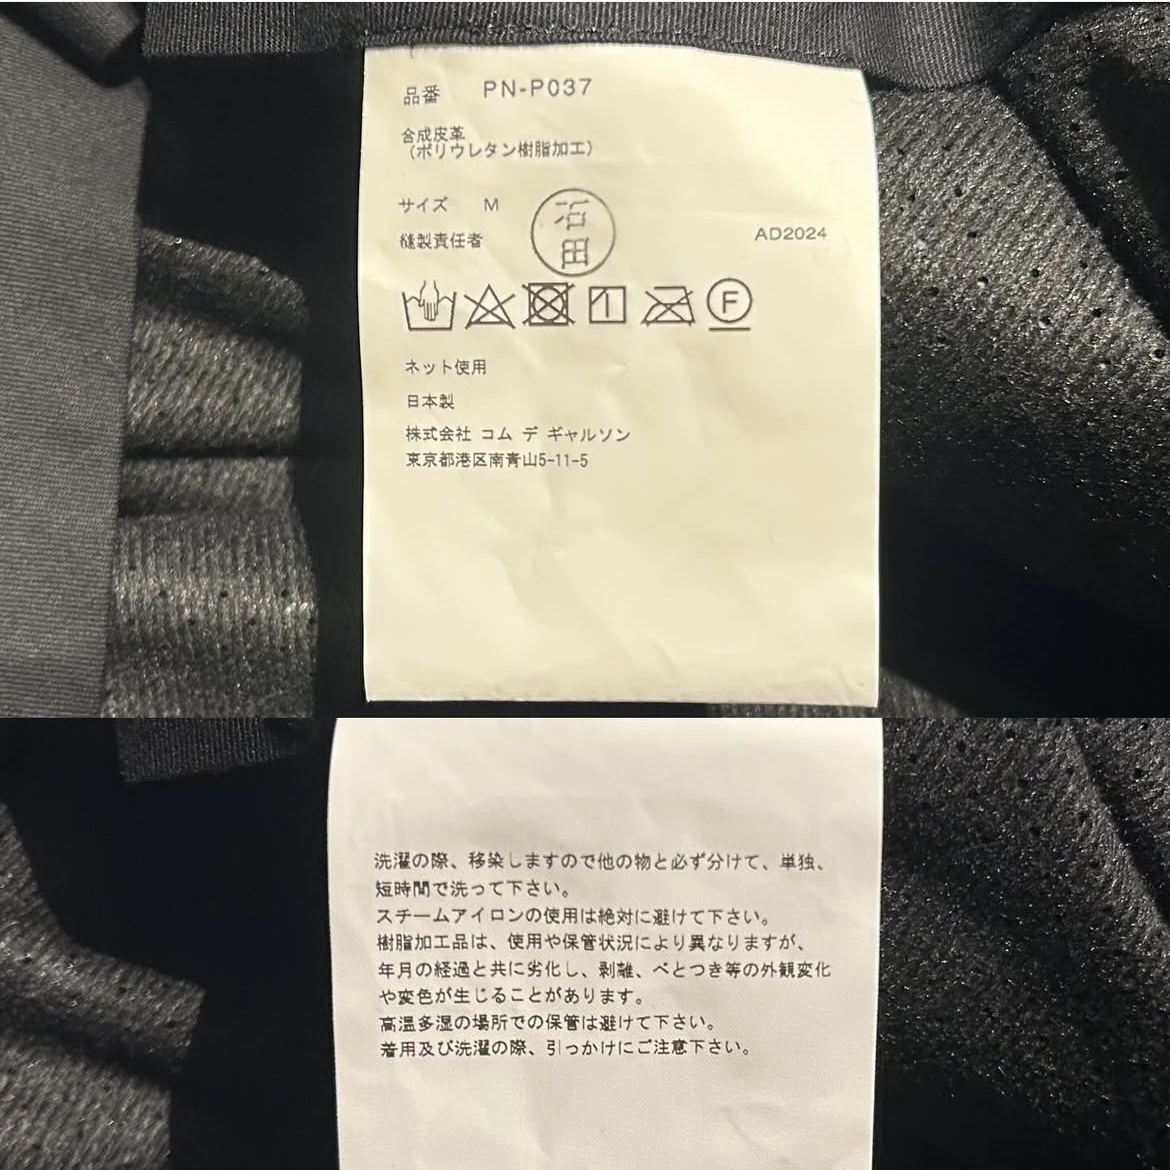 品番 PN-P037
合成皮革
（ポリウレタン樹脂加工）
サイズ M
石田
縫製責任者
AD2024
F
ネット使用
日本製
株式会社 コム デ ギャルソン
東京都港区南青山5-11-5
洗濯の際、移染しますので他の物と必ず分けて、単独、
短時間で洗って下さい。
スチームアイロンの使用は絶対に避けて下さい。
樹脂加工品は、使用や保管状況により異なりますが、
年月の経過と共に劣化し、剥離、べとつき等の外観変化
や変色が生じることがあります。
高温多湿の場所での保管は避けて下さい。
着用及び洗濯の際、引っかけにご注意下さい。